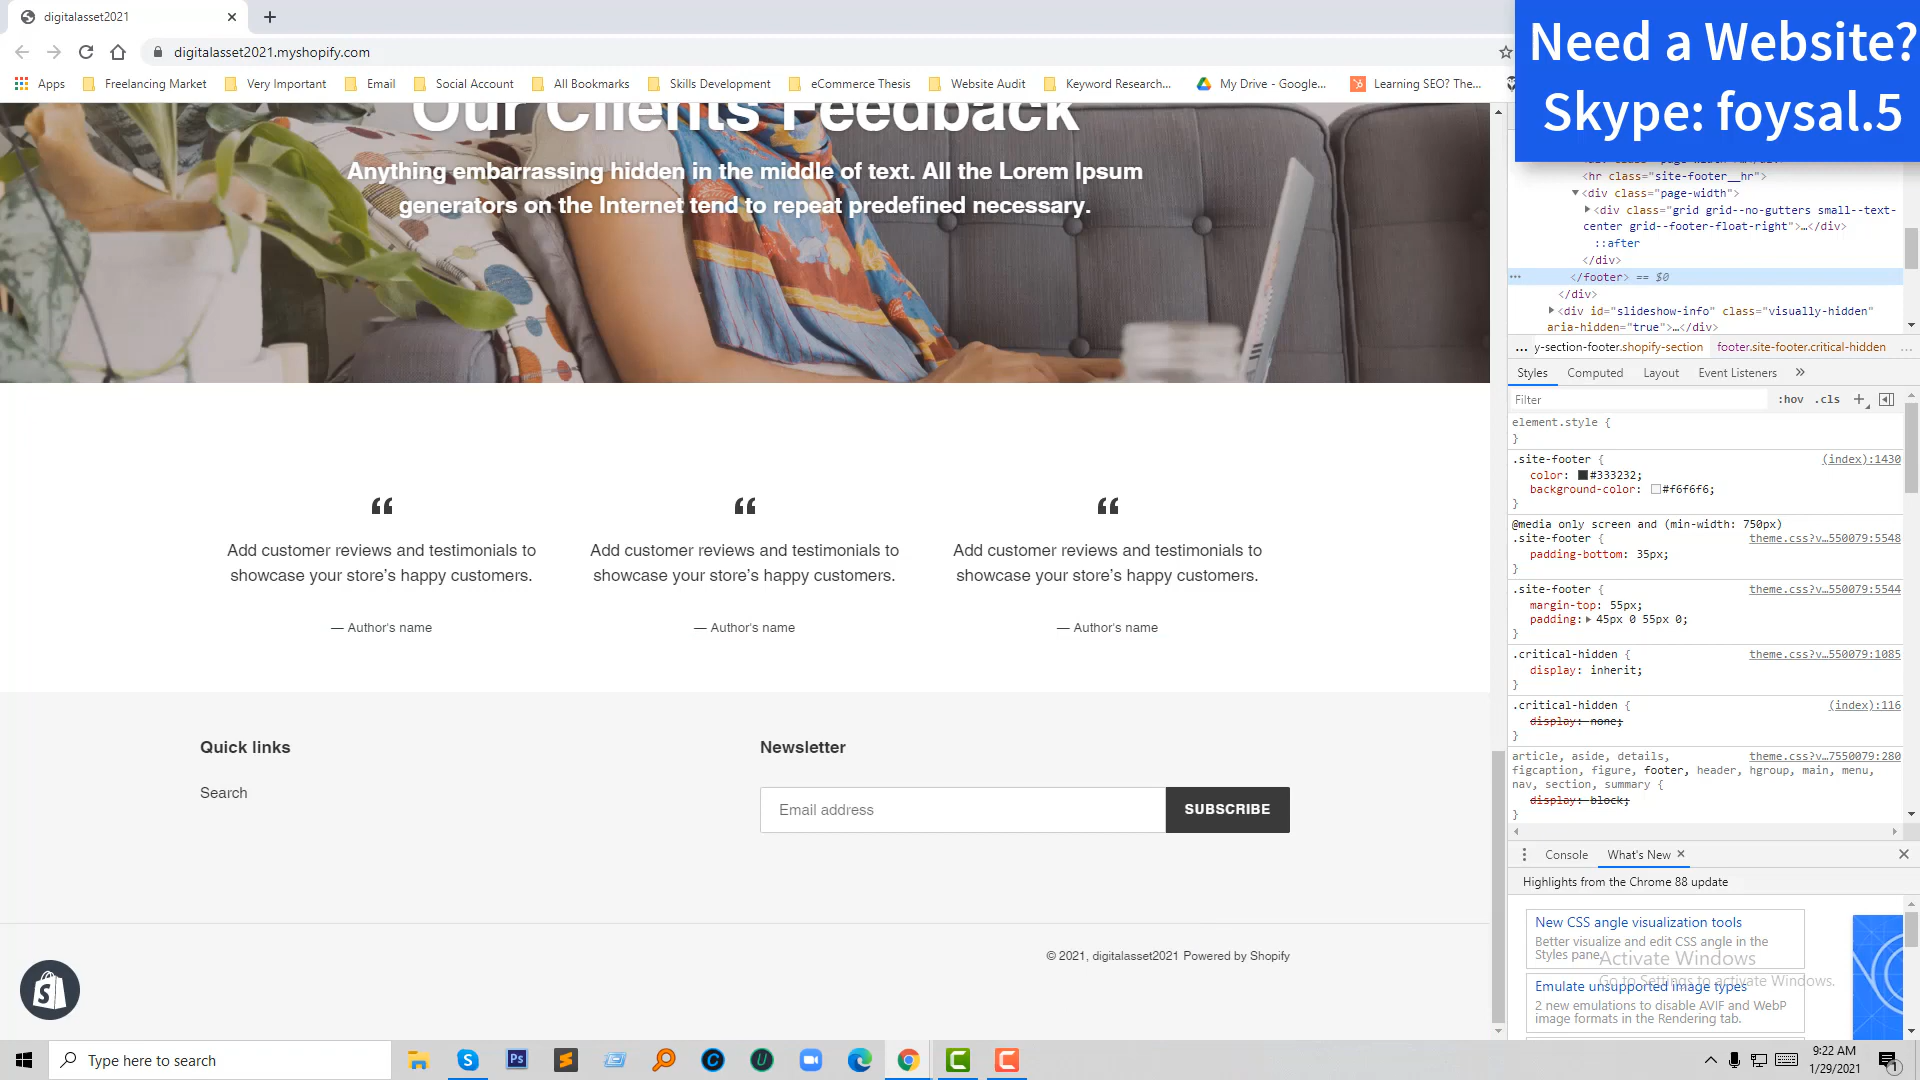 digitalasset2021
Need a Website?
Skype: foysal.5
digitalasset2021.myshopify.com
Apps
Freelancing Market
Very Important
Email
Social Account
All Bookmarks
Skills Development
eCommerce Thesis
Website Audit
Keyword Research...
My Drive - Google...
Learning SEO? The...
Our Clients Feedback
Anything embarrassing hidden in the middle of text. All the Lorem Ipsum
generators on the Internet tend to repeat predefined necessary.
“
“
“
Add customer reviews and testimonials to
showcase your store’s happy customers.
— Author's name
Add customer reviews and testimonials to
showcase your store’s happy customers.
— Author's name
Add customer reviews and testimonials to
showcase your store’s happy customers.
— Author's name
Quick links
Search
Newsletter
Email address
SUBSCRIBE
© 2021, digitalasset2021 Powered by Shopify
<hr class="site-footer__hr">
<div class="page-width">
<div class="grid grid--no-gutters small--text-
center grid--footer-float-right">…</div>
::after
</div>
</footer> == $0
</div>
<div id="slideshow-info" class="visually-hidden"
aria-hidden="true">…</div>
... y-section-footer.shopify-section footer.site-footer.critical-hidden ...
Styles Computed Layout Event Listeners »
Filter :hov .cls +
element.style {
}
.site-footer { (index):1430
color: #333232;
background-color: #f6f6f6;
}
@media only screen and (min-width: 750px)
.site-footer { theme.css?v…550079:5548
padding-bottom: 35px;
}
.site-footer { theme.css?v…550079:5544
margin-top: 55px;
padding: 45px 0 55px 0;
}
.critical-hidden { theme.css?v…550079:1085
display: inherit;
}
.critical-hidden { (index):116
display: none;
}
article, aside, details, theme.css?v…7550079:280
figcaption, figure, footer, header, hgroup, main, menu,
nav, section, summary {
display: block;
}
Console What's New
Highlights from the Chrome 88 update
New CSS angle visualization tools
Better visualize and edit CSS angle in the
Styles pane.
Emulate unsupported image types
2 new emulations to disable AVIF and WebP
image formats in the Rendering tab.
Activate Windows
Go to Settings to activate Windows.
Type here to search
9:22 AM
1/29/2021
1